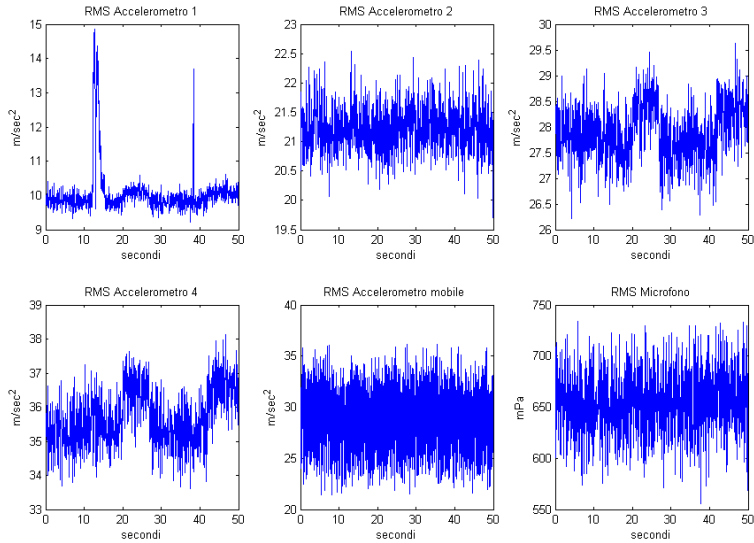 RMS Accelerometro 1
15
14
13
12
11
10
9
m/sec²
0 10 20 30 40 50
secondi
RMS Accelerometro 2
23
22.5
22
21.5
21
20.5
20
19.5
m/sec²
0 10 20 30 40 50
secondi
RMS Accelerometro 3
30
29.5
29
28.5
28
27.5
27
26.5
26
m/sec²
0 10 20 30 40 50
secondi
RMS Accelerometro 4
39
38
37
36
35
34
33
m/sec²
0 10 20 30 40 50
secondi
RMS Accelerometro mobile
40
35
30
25
20
m/sec²
0 10 20 30 40 50
secondi
RMS Microfono
750
700
650
600
550
mPa
0 10 20 30 40 50
secondi